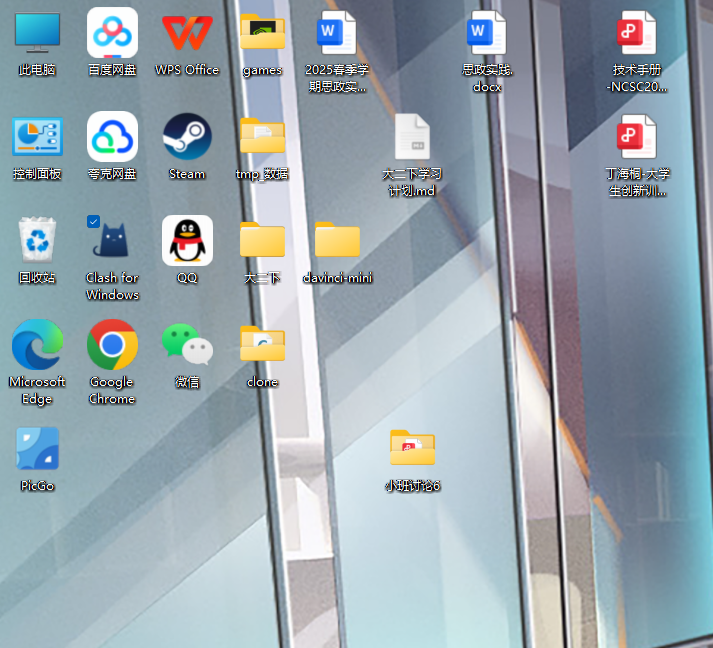 此电脑
百度网盘
WPS Office
games
2025春季学
期思政实...
思政实践.
docx
技术手册
-NCSC20...
控制面板
夸克网盘
Steam
tmp_数据
大二下学习
计划.md
丁海桐-大学
生创新训...
回收站
Clash for
Windows
QQ
大二下
davinci-mini
Microsoft
Edge
Google
Chrome
微信
clone
PicGo
小班讨论6